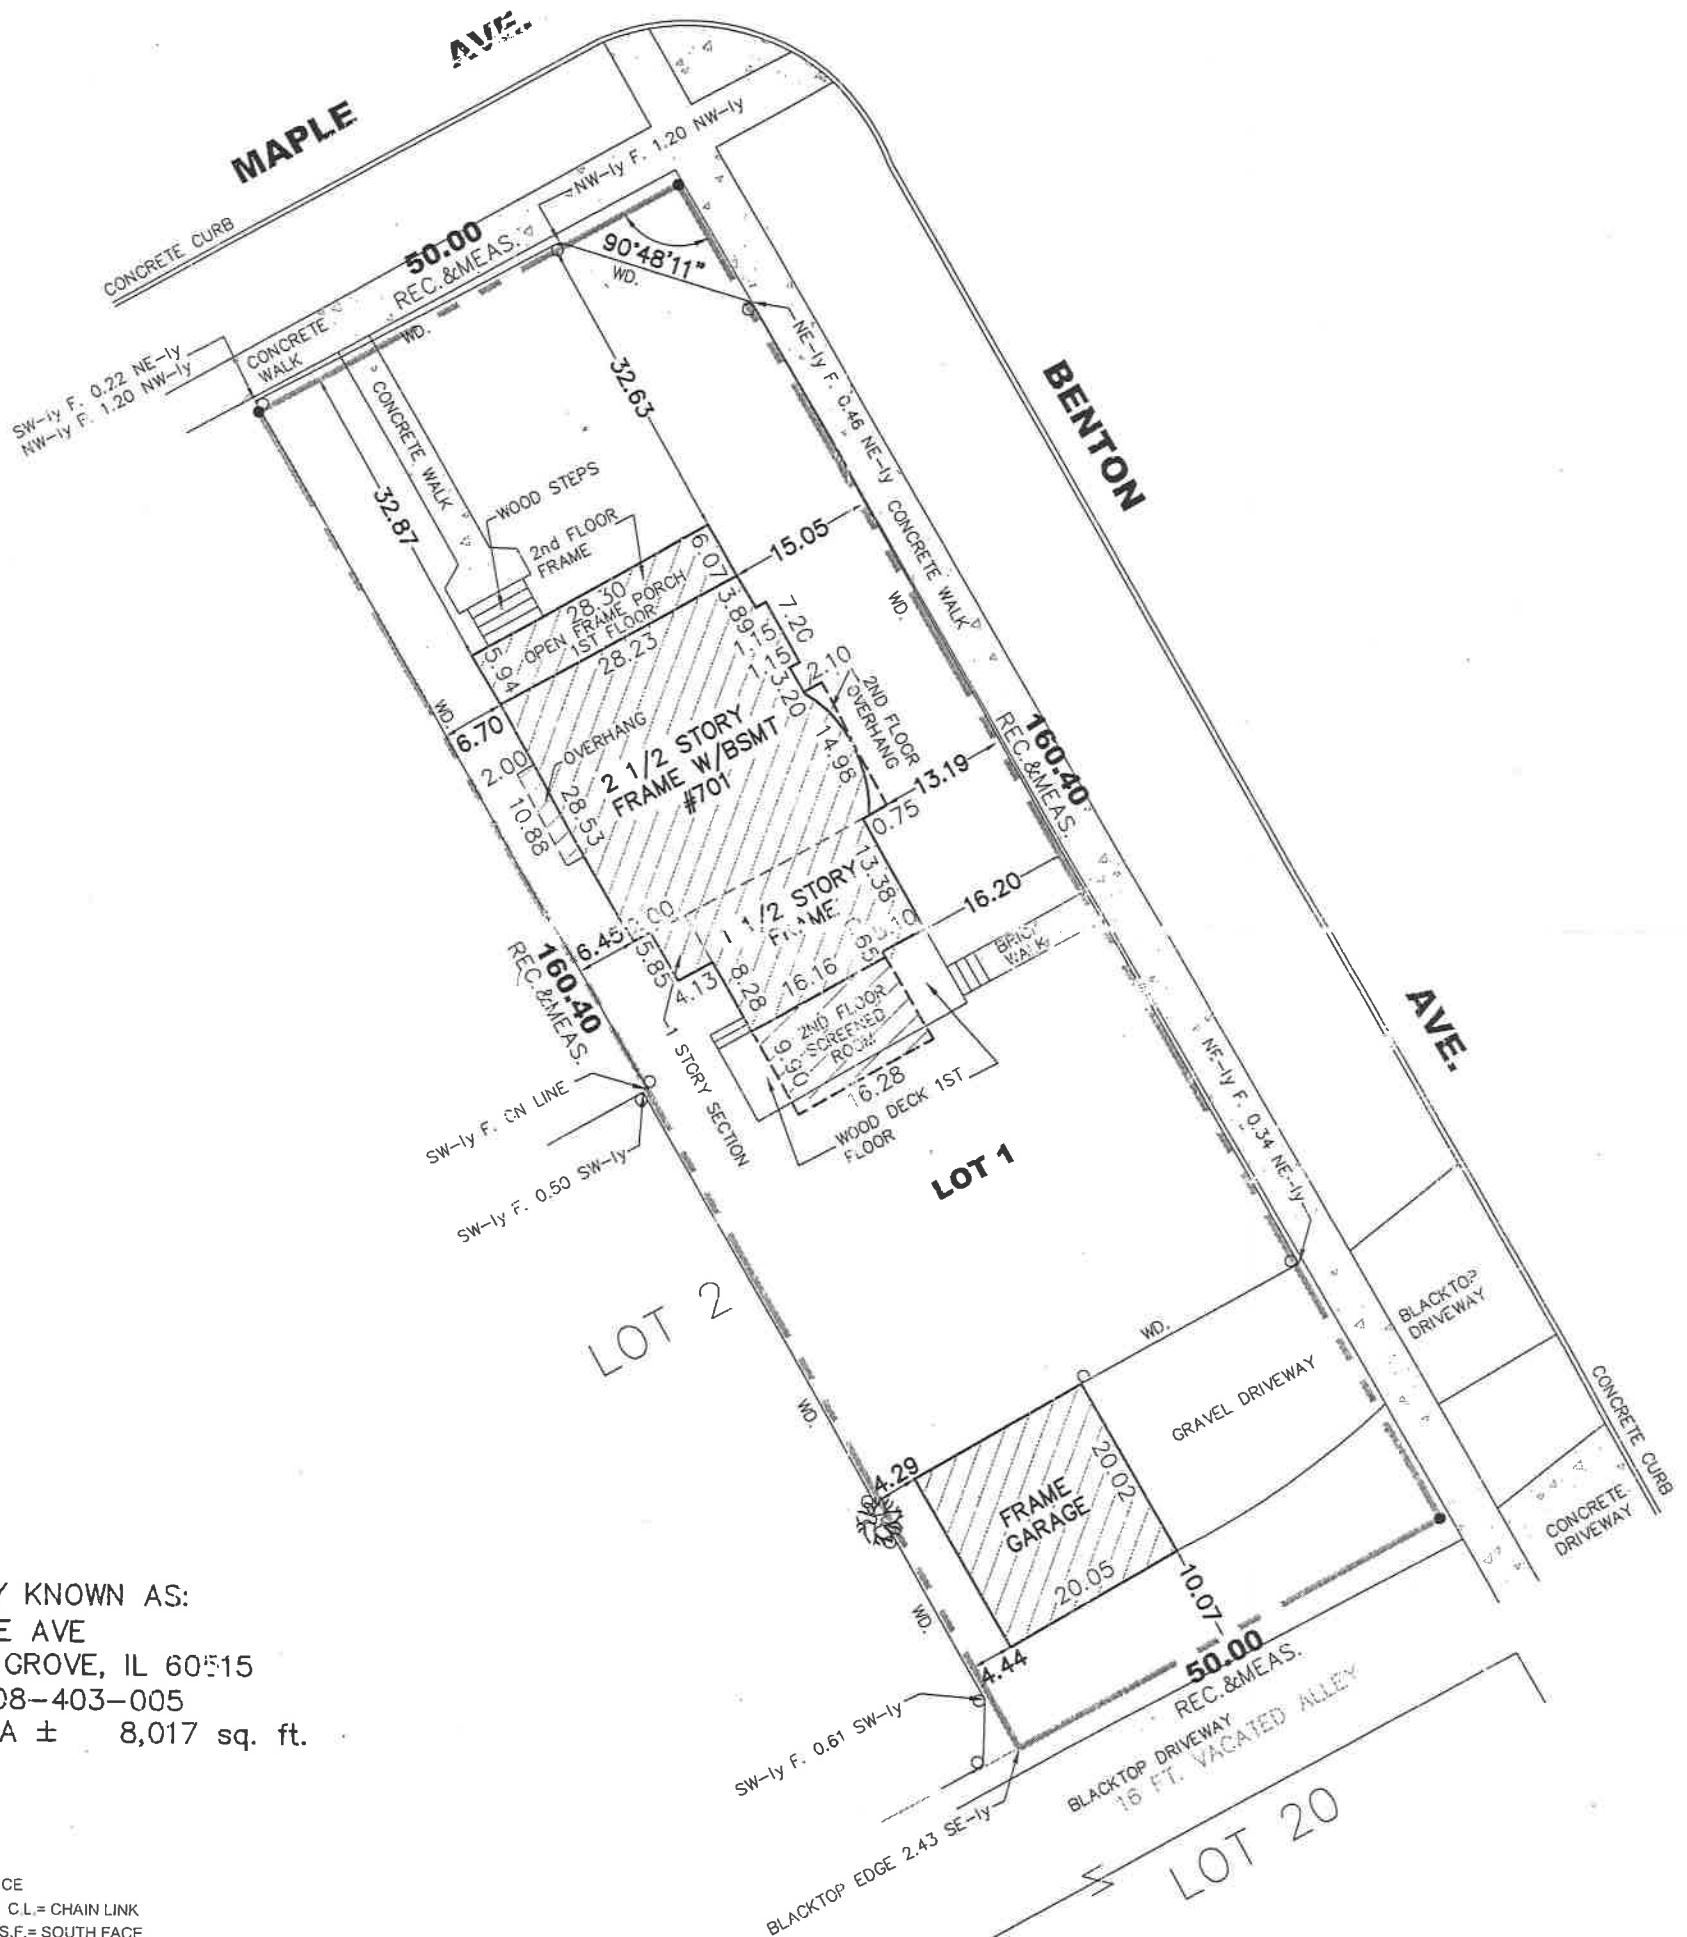 MAPLE
AVE.
CONCRETE CURB
50.00
REC.&MEAS.
NW-ly F. 1.20 NW-ly
90°48'11"
WD.
CONCRETE
WALK
WD.
SW-ly F. 0.22 NE-ly
NW-ly F. 1.20 NW-ly
CONCRETE WALK
32.87
32.63
NE-ly F. 0.46 NE-ly
CONCRETE WALK
BENTON
AVE.
WOOD STEPS
2nd FLOOR
FRAME
15.05
6.07
28.30
OPEN FRAME PORCH
1ST FLOOR
28.23
5.94
3.89
7.20
1.15
1.15
3.20
2.10
2ND FLOOR
OVERHANG
WD.
WD.
6.70
2.00
OVERHANG
2 1/2 STORY
FRAME W/BSMT
#701
14.98
10.88
28.53
13.19
0.75
160.40
REC.&MEAS.
13.38
1/2 STORY
16.20
BRICK
WALK
6.45
5.85
4.13
8.28
16.16
160.40
REC.&MEAS.
2ND FLOOR
SCREENED
ROOM
9.90
16.28
1 STORY SECTION
WOOD DECK 1ST
FLOOR
SW-ly F. ON LINE
SW-ly F. 0.50 SW-ly
LOT 1
NE-ly F. 0.34 NE-ly
LOT 2
WD.
BLACKTOP
DRIVEWAY
GRAVEL DRIVEWAY
CONCRETE CURB
CONCRETE
DRIVEWAY
WD.
4.29
FRAME
GARAGE
20.02
20.05
10.07
WD.
4.44
50.00
REC.&MEAS.
SW-ly F. 0.61 SW-ly
BLACKTOP DRIVEWAY
16 FT. VACATED ALLEY
BLACKTOP EDGE 2.43 SE-ly
LOT 20
Y KNOWN AS:
E AVE
GROVE, IL 60515
08-403-005
A ± 8,017 sq. ft.
CE
C.L.= CHAIN LINK
S.F.= SOUTH FACE